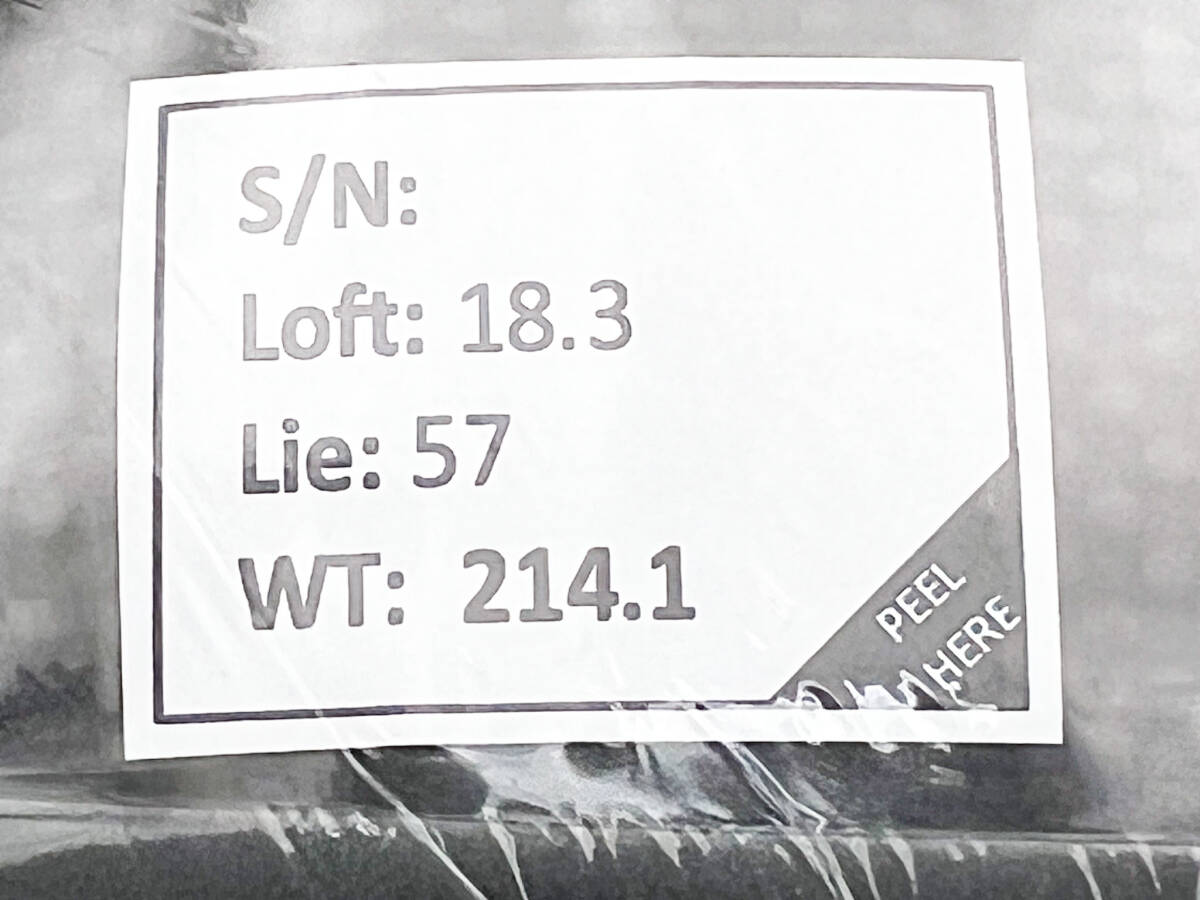 S/N:
Loft: 18.3
Lie: 57
WT: 214.1
PEEL
HERE